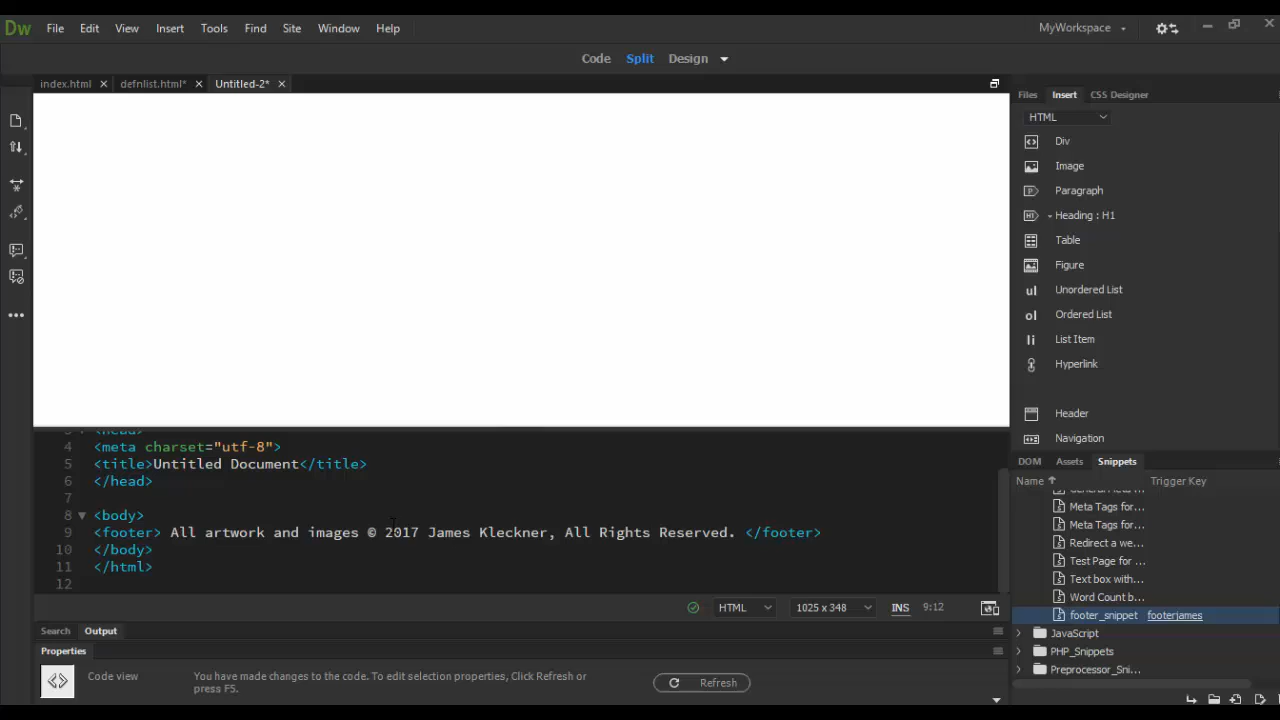 Dw File Edit View Insert Tools Find Site Window Help MyWorkspace
Code Split Design
index.html defnlist.html* Untitled-2*
Files Insert CSS Designer
HTML
Div
Image
Paragraph
H1 Heading : H1
Table
Figure
ul Unordered List
ol Ordered List
li List Item
Hyperlink
Header
Navigation
4 <meta charset="utf-8">
5 <title>Untitled Document</title>
6 </head>
7
8 <body>
9 <footer> All artwork and images © 2017 James Kleckner, All Rights Reserved. </footer>
10 </body>
11 </html>
12
DOM Assets Snippets
Name Trigger Key
Meta Tags for...
Meta Tags for...
Redirect a we...
Test Page for ...
Text box with...
Word Count b...
footer_snippet footerjames
JavaScript
PHP_Snippets
Preprocessor_Sni...
HTML 1025 x 348 INS 9:12
Search Output
Properties
Code view
You have made changes to the code. To edit selection properties, Click Refresh or
press F5.
Refresh